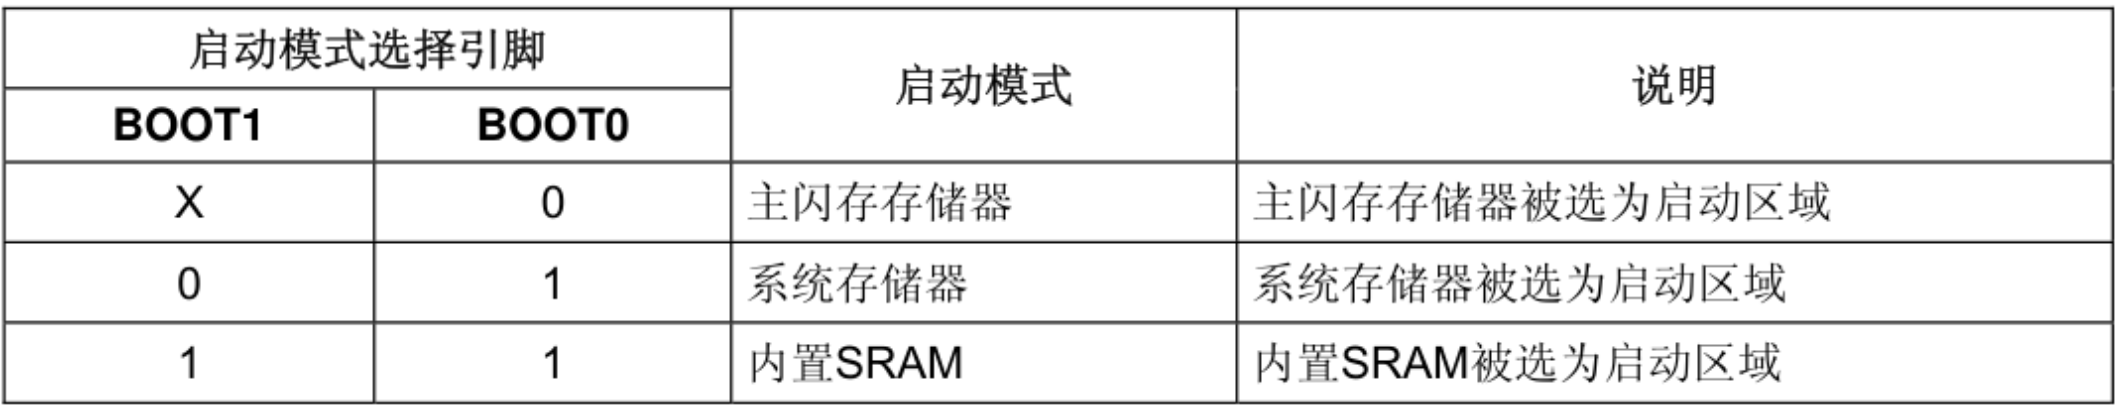 启动模式选择引脚
启动模式
说明
BOOT1
BOOT0
X
0
主闪存存储器
主闪存存储器被选为启动区域
0
1
系统存储器
系统存储器被选为启动区域
1
1
内置SRAM
内置SRAM被选为启动区域